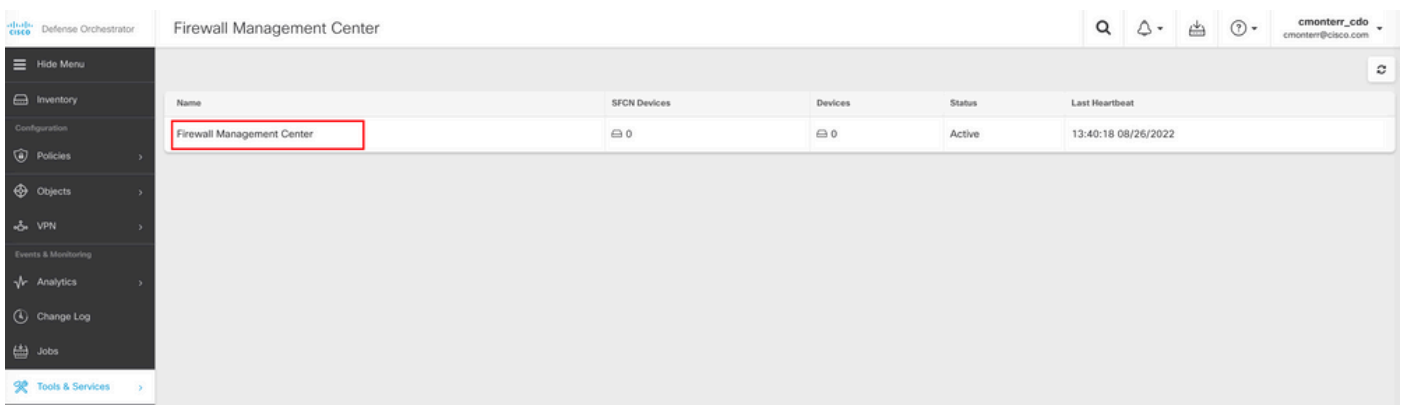 cisco Defense Orchestrator
Firewall Management Center
cmonterr_cdo
cmonterr@cisco.com
Hide Menu
Inventory
Configuration
Policies
Objects
VPN
Events & Monitoring
Analytics
Change Log
Jobs
Tools & Services
Name SFCN Devices Devices Status Last Heartbeat
Firewall Management Center 0 0 Active 13:40:18 08/26/2022